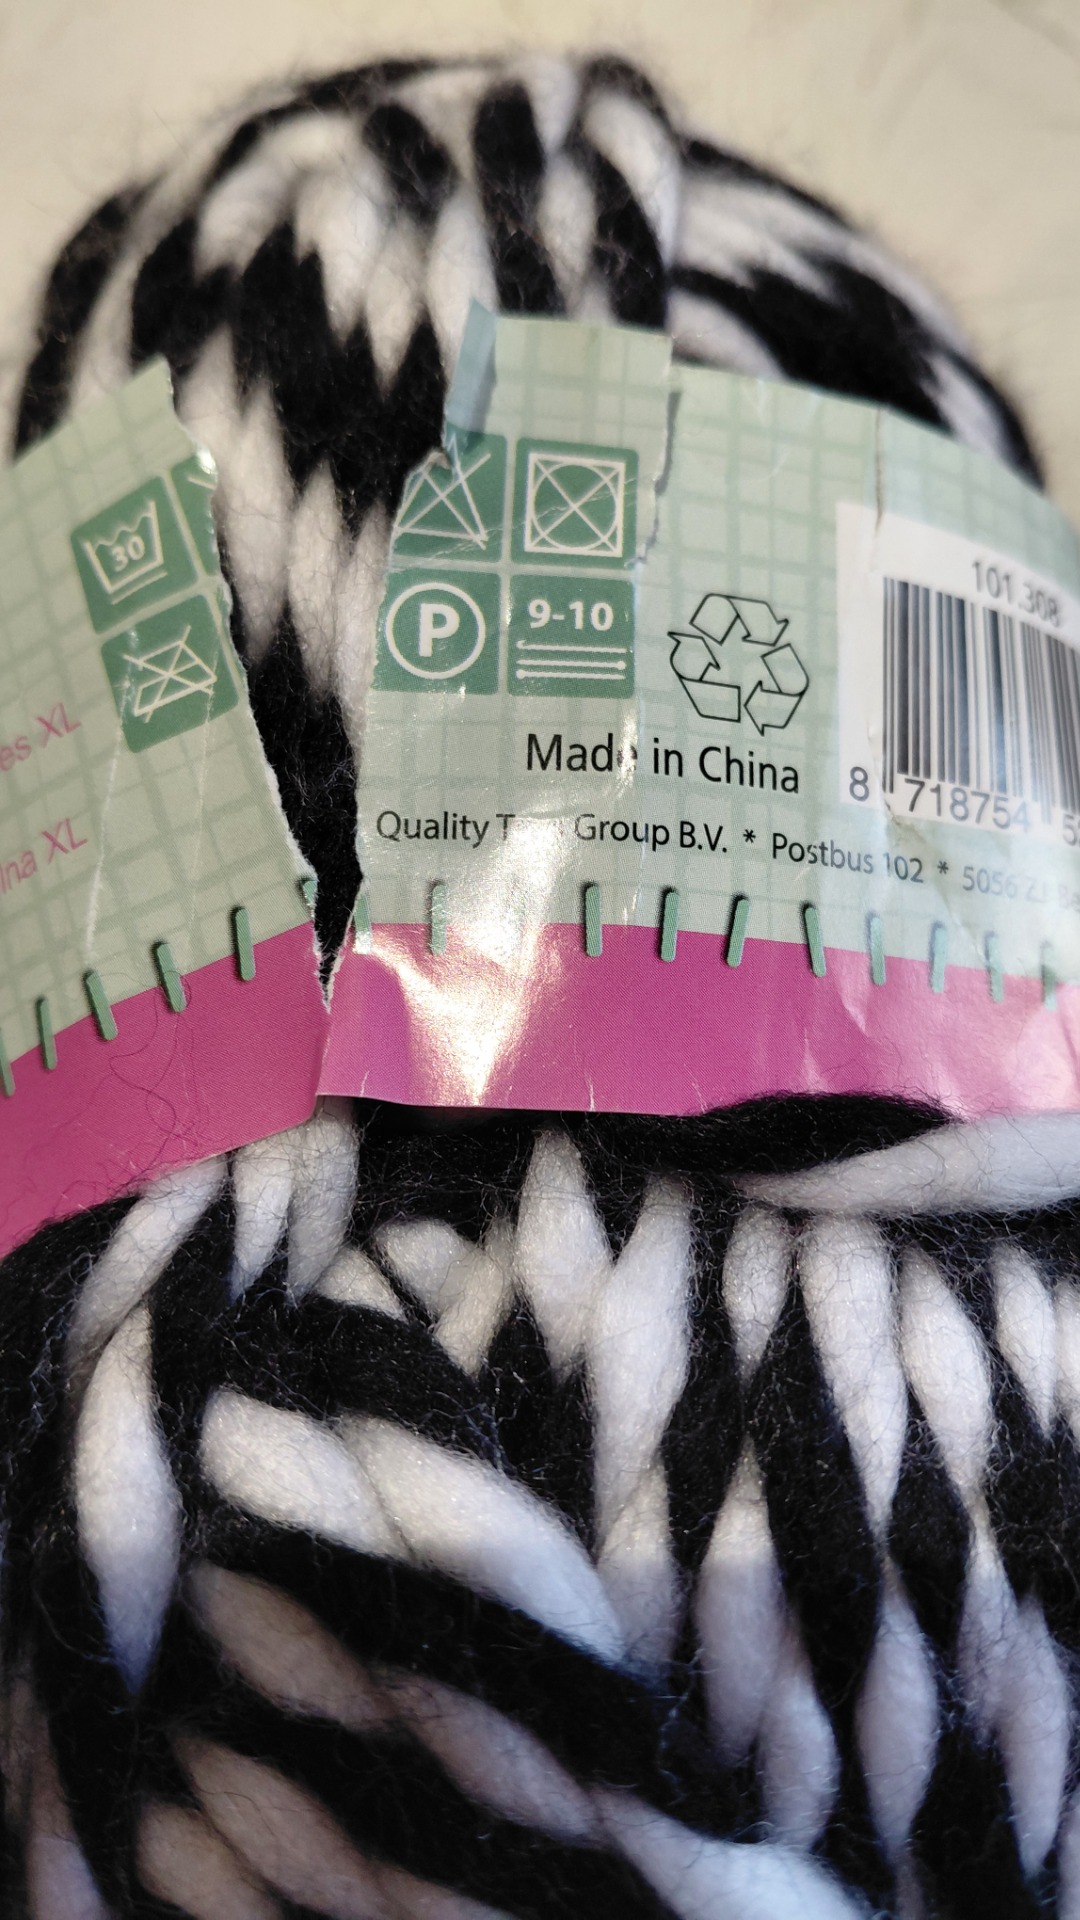 30
es XL
ina XL
P
9-10
Made in China
Quality Group B.V. * Postbus 102 * 5056
101.308
8 718754